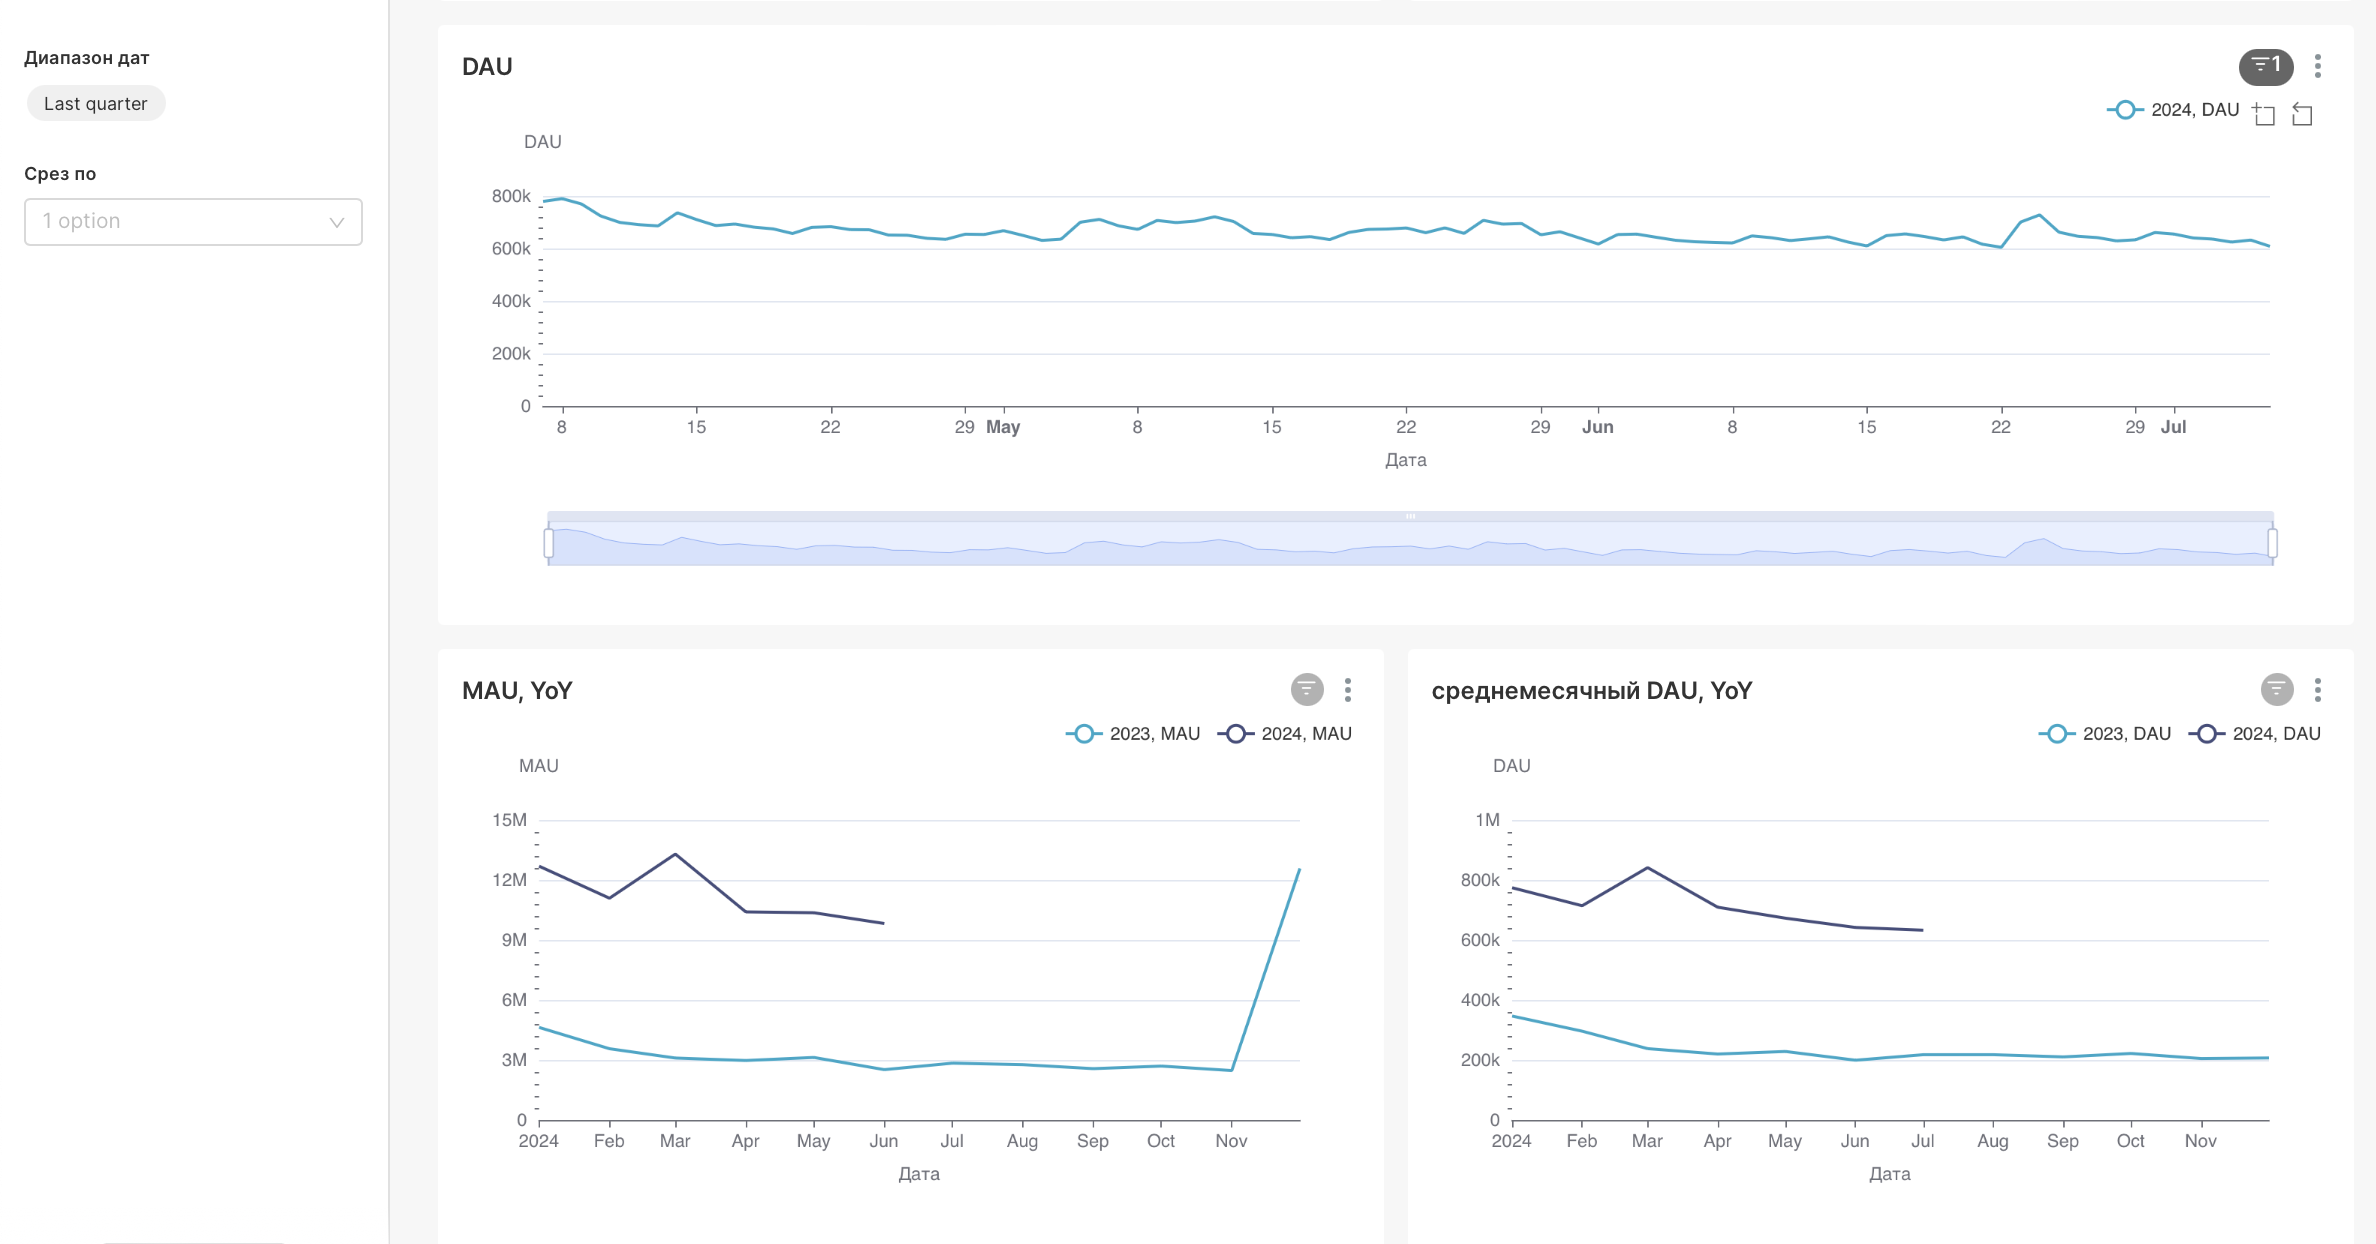 Диапазон дат
Last quarter
Срез по
1 option
DAU
1
2024, DAU
DAU
800k
600k
400k
200k
0
8 15 22 29 May 8 15 22 29 Jun 8 15 22 29 Jul
Дата
MAU, YoY
2023, MAU 2024, MAU
MAU
15M
12M
9M
6M
3M
0
2024 Feb Mar Apr May Jun Jul Aug Sep Oct Nov
Дата
среднемесячный DAU, YoY
2023, DAU 2024, DAU
DAU
1M
800k
600k
400k
200k
0
2024 Feb Mar Apr May Jun Jul Aug Sep Oct Nov
Дата